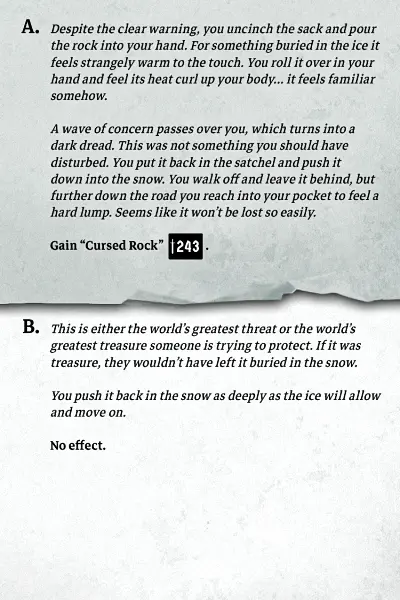 A. Despite the clear warning, you uncinch the sack and pour
the rock into your hand. For something buried in the ice it
feels strangely warm to the touch. You roll it over in your
hand and feel its heat curl up your body... it feels familiar
somehow.
A wave of concern passes over you, which turns into a
dark dread. This was not something you should have
disturbed. You put it back in the satchel and push it
down into the snow. You walk off and leave it behind, but
further down the road you reach into your pocket to feel a
hard lump. Seems like it won't be lost so easily.
Gain “Cursed Rock” 243 .
B. This is either the world's greatest threat or the world's
greatest treasure someone is trying to protect. If it was
treasure, they wouldn't have left it buried in the snow.
You push it back in the snow as deeply as the ice will allow
and move on.
No effect.